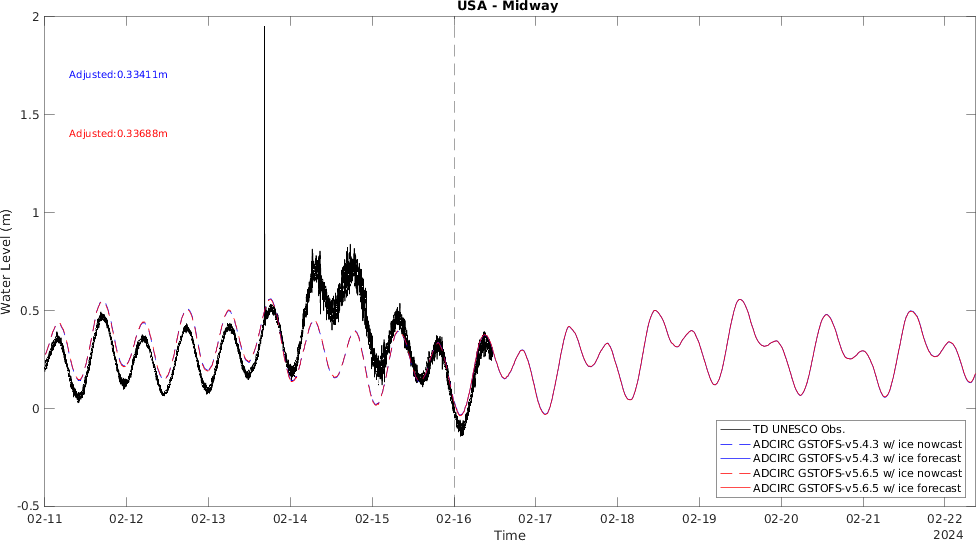 USA - Midway
2
1.5
1
0.5
0
-0.5
Water Level (m)
Adjusted:0.33411m
Adjusted:0.33688m
TD UNESCO Obs.
ADCIRC GSTOFS-v5.4.3 w/ ice nowcast
ADCIRC GSTOFS-v5.4.3 w/ ice forecast
ADCIRC GSTOFS-v5.6.5 w/ ice nowcast
ADCIRC GSTOFS-v5.6.5 w/ ice forecast
02-11 02-12 02-13 02-14 02-15 02-16 02-17 02-18 02-19 02-20 02-21 02-22
2024
Time